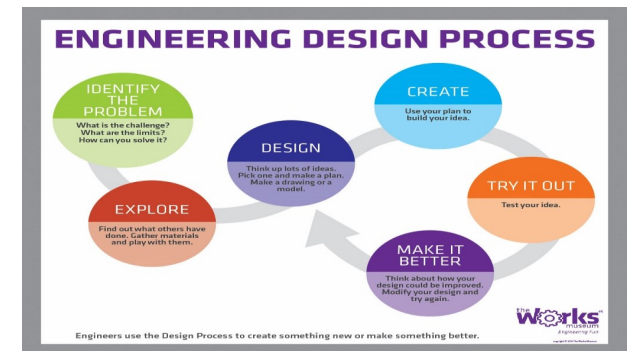 ENGINEERING DESIGN PROCESS
IDENTIFY
THE
PROBLEM
What is the challenge?
What are the limits?
How can you solve it?
EXPLORE
Find out what others have
done. Gather materials
and play with them.
DESIGN
Think up lots of ideas.
Pick one and make a plan.
Make a drawing or a
model.
CREATE
Use your plan to
build your idea.
TRY IT OUT
Test your idea.
MAKE IT
BETTER
Think about how your
design could be improved.
Modify your design and
try again.
Engineers use the Design Process to create something new or make something better.
the
Works
museum
Engineering Fun!